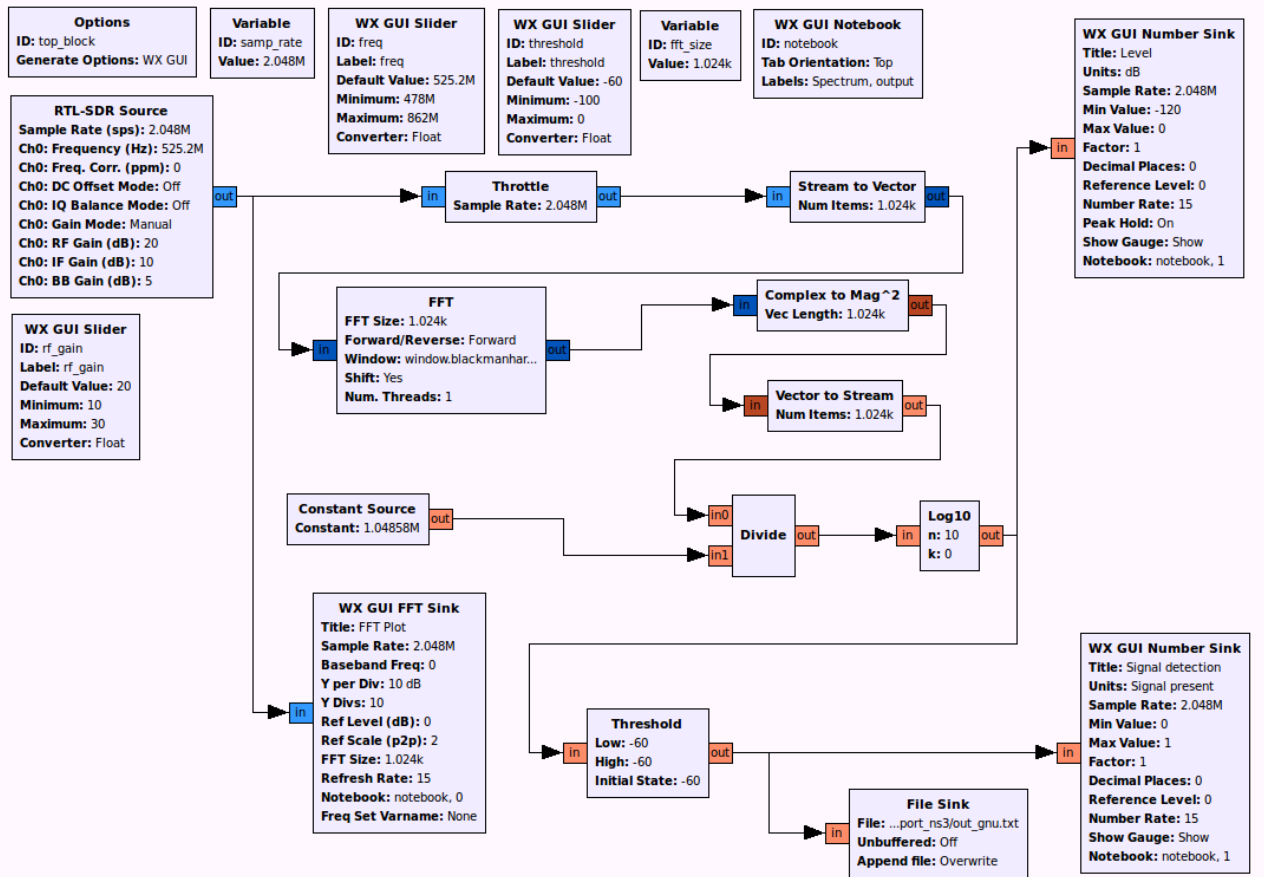 Options
ID: top_block
Generate Options: WX GUI
Variable
ID: samp_rate
Value: 2.048M
WX GUI Slider
ID: freq
Label: freq
Default Value: 525.2M
Minimum: 478M
Maximum: 862M
Converter: Float
WX GUI Slider
ID: threshold
Label: threshold
Default Value: -60
Minimum: -100
Maximum: 0
Converter: Float
Variable
ID: fft_size
Value: 1.024k
WX GUI Notebook
ID: notebook
Tab Orientation: Top
Labels: Spectrum, output
WX GUI Number Sink
Title: Level
Units: dB
Sample Rate: 2.048M
Min Value: -120
Max Value: 0
Factor: 1
Decimal Places: 0
Reference Level: 0
Number Rate: 15
Peak Hold: On
Show Gauge: Show
Notebook: notebook, 1
in
RTL-SDR Source
Sample Rate (sps): 2.048M
Ch0: Frequency (Hz): 525.2M
Ch0: Freq. Corr. (ppm): 0
Ch0: DC Offset Mode: Off
Ch0: IQ Balance Mode: Off
Ch0: Gain Mode: Manual
Ch0: RF Gain (dB): 20
Ch0: IF Gain (dB): 10
Ch0: BB Gain (dB): 5
out
in
Throttle
Sample Rate: 2.048M
out
in
Stream to Vector
Num Items: 1.024k
out
WX GUI Slider
ID: rf_gain
Label: rf_gain
Default Value: 20
Minimum: 10
Maximum: 30
Converter: Float
in
FFT
FFT Size: 1.024k
Forward/Reverse: Forward
Window: window.blackmanhar...
Shift: Yes
Num. Threads: 1
out
in
Complex to Mag^2
Vec Length: 1.024k
out
in
Vector to Stream
Num Items: 1.024k
out
Constant Source
Constant: 1.04858M
out
in0
in1
Divide
out
in
Log10
n: 10
k: 0
out
in
WX GUI FFT Sink
Title: FFT Plot
Sample Rate: 2.048M
Baseband Freq: 0
Y per Div: 10 dB
Y Divs: 10
Ref Level (dB): 0
Ref Scale (p2p): 2
FFT Size: 1.024k
Refresh Rate: 15
Notebook: notebook, 0
Freq Set Varname: None
in
Threshold
Low: -60
High: -60
Initial State: -60
out
in
File Sink
File: ...port_ns3/out_gnu.txt
Unbuffered: Off
Append file: Overwrite
in
WX GUI Number Sink
Title: Signal detection
Units: Signal present
Sample Rate: 2.048M
Min Value: 0
Max Value: 1
Factor: 1
Decimal Places: 0
Reference Level: 0
Number Rate: 15
Show Gauge: Show
Notebook: notebook, 1